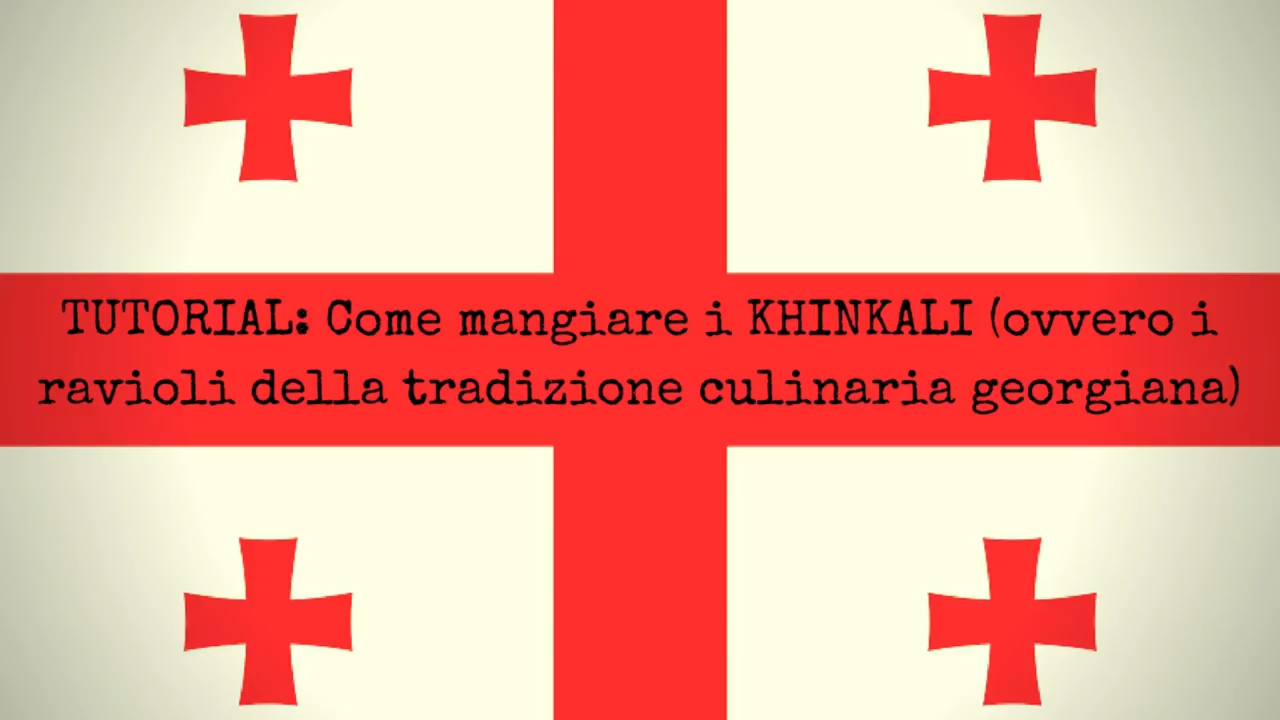 TUTORIAL: Come mangiare i KHINKALI (ovvero i
ravioli della tradizione culinaria georgiana)